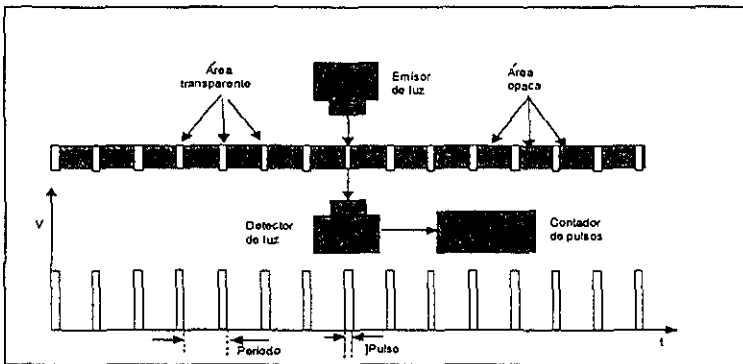 Área
transparente
Emisor
de luz
Área
opaca
V
Detector
de luz
Contador
de pulsos
Periodo
Pulso
t